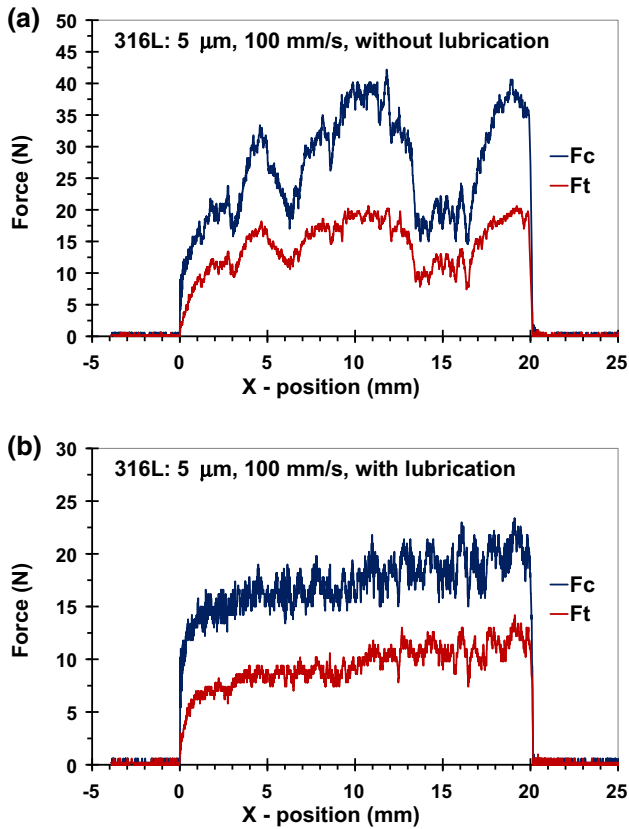 (a)
316L: 5 µm, 100 mm/s, without lubrication
50
45
40
35
30
25
20
15
10
5
0
Force (N)
Fc
Ft
-5 0 5 10 15 20 25
X - position (mm)
(b)
316L: 5 µm, 100 mm/s, with lubrication
30
25
20
15
10
5
0
Force (N)
Fc
Ft
-5 0 5 10 15 20 25
X - position (mm)